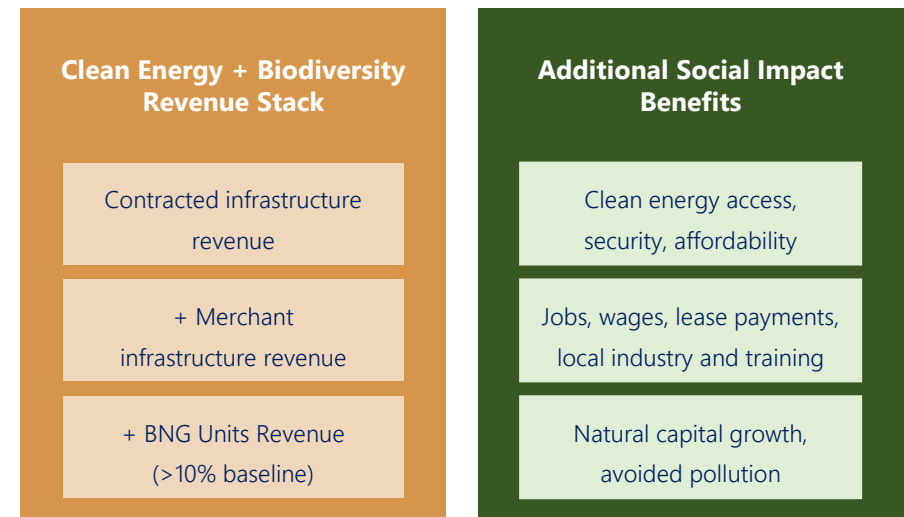 Clean Energy + Biodiversity
Revenue Stack
Contracted infrastructure
revenue
+ Merchant
infrastructure revenue
+ BNG Units Revenue
(>10% baseline)
Additional Social Impact
Benefits
Clean energy access,
security, affordability
Jobs, wages, lease payments,
local industry and training
Natural capital growth,
avoided pollution